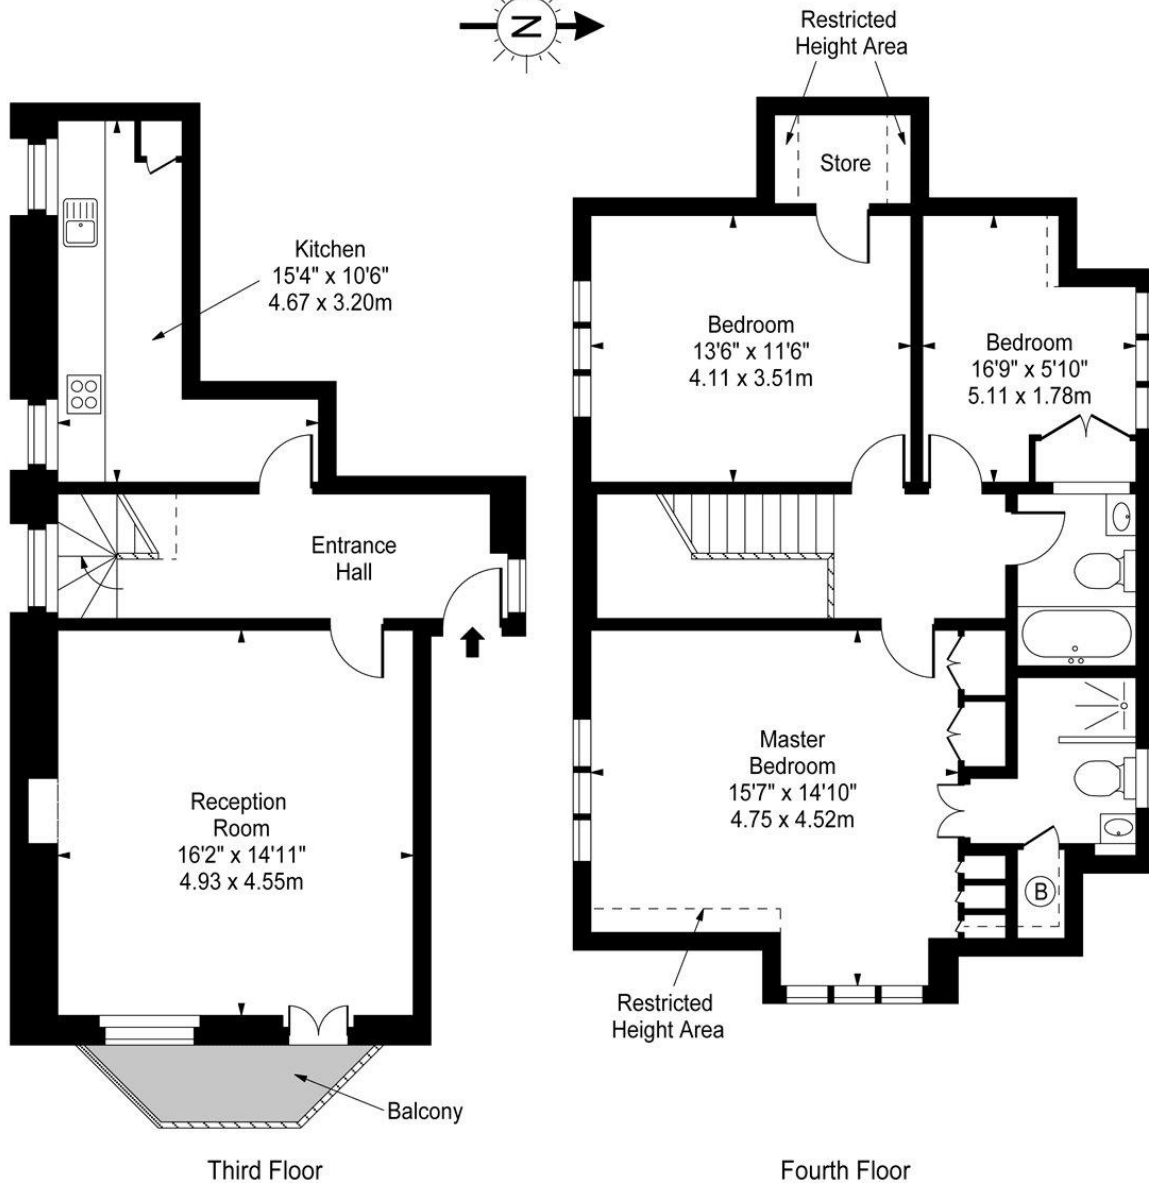 N
Restricted
Height Area
Store
Kitchen
15'4" x 10'6"
4.67 x 3.20m
Bedroom
13'6" x 11'6"
4.11 x 3.51m
Bedroom
16'9" x 5'10"
5.11 x 1.78m
Entrance
Hall
Reception
Room
16'2" x 14'11"
4.93 x 4.55m
Master
Bedroom
15'7" x 14'10"
4.75 x 4.52m
B
Restricted
Height Area
Balcony
Third Floor
Fourth Floor